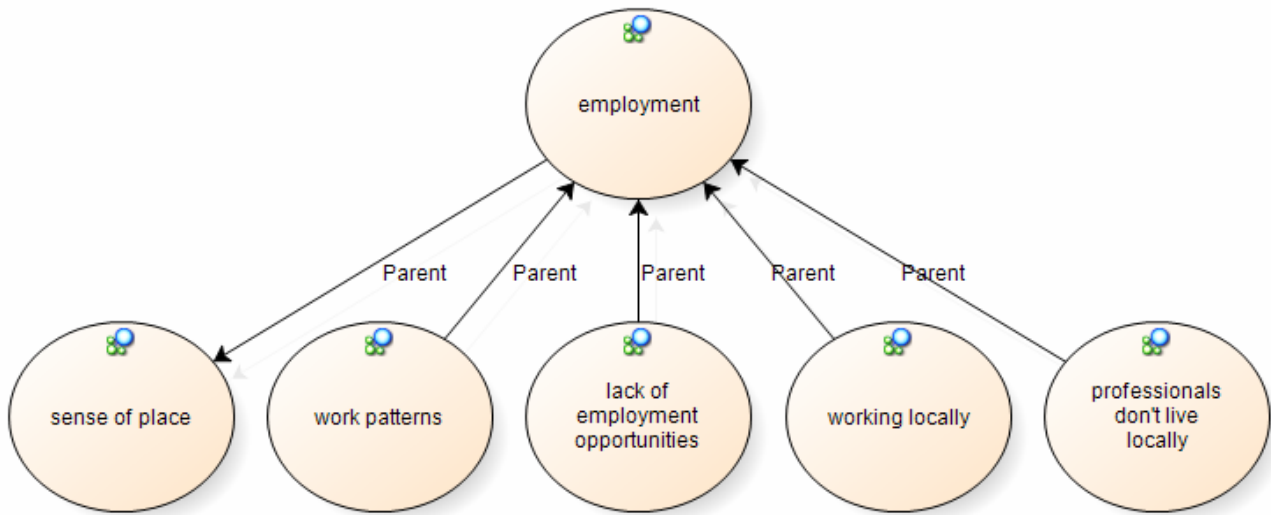 employment
Parent
Parent
Parent
Parent
Parent
sense of place
work patterns
lack of
employment
opportunities
working locally
professionals
don't live
locally